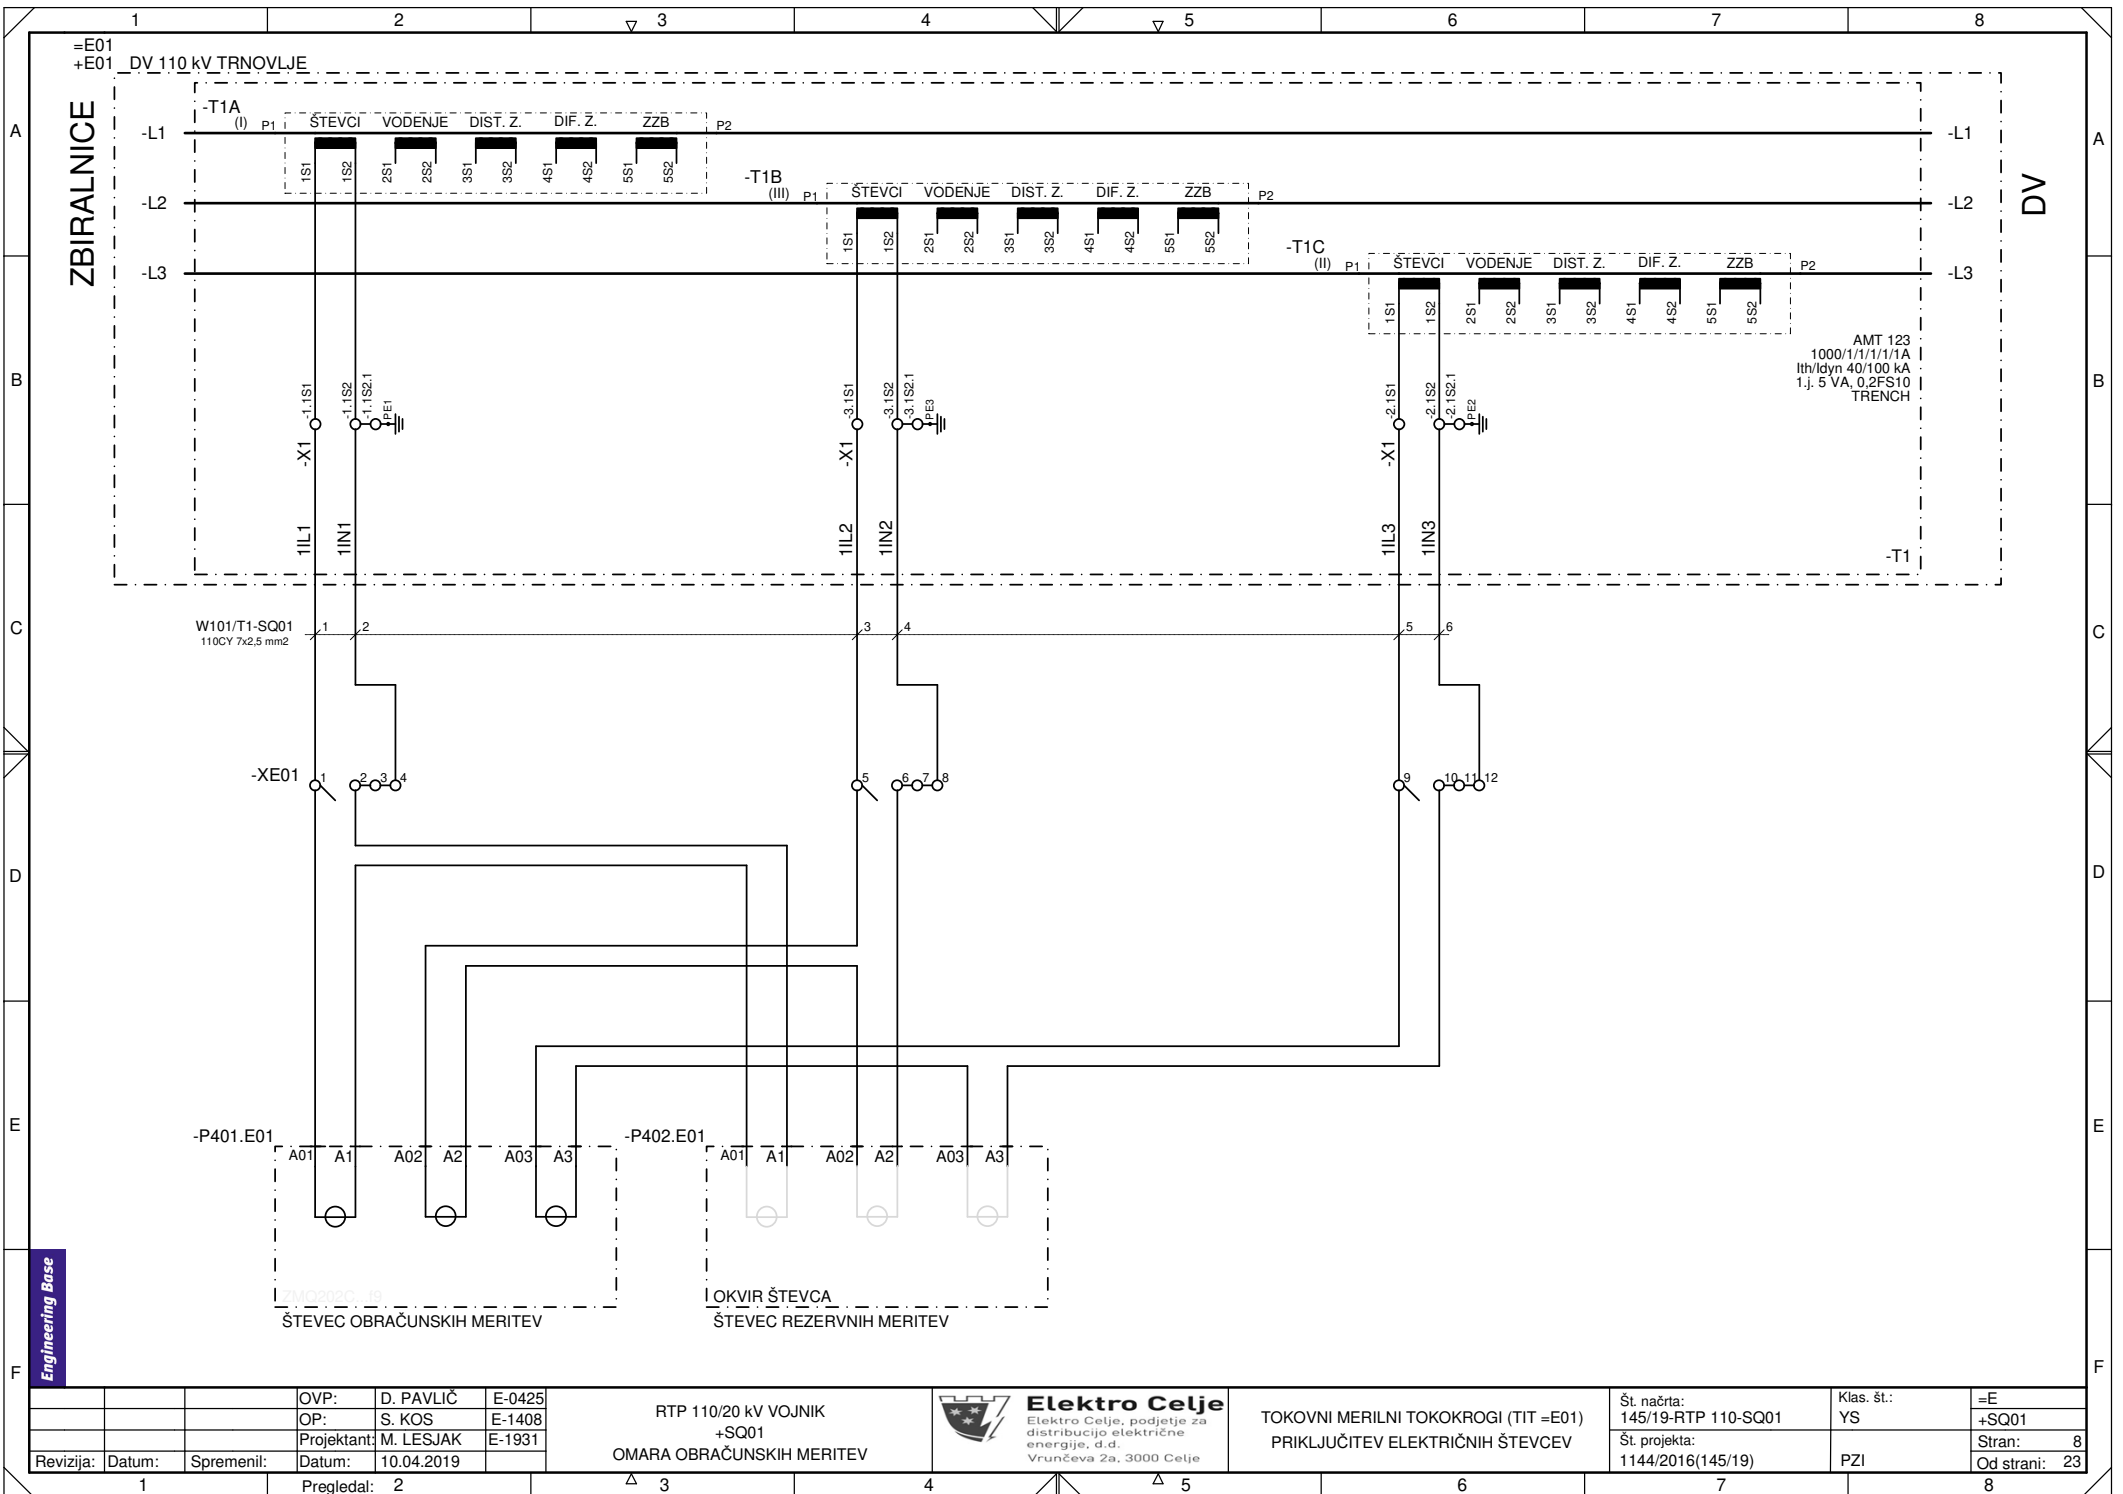 1 2 3 4 5 6 7 8
=E01
+E01 DV 110 kV TRNOVLJE
ZBIRALNICE
DV
A A
B B
C C
D D
E E
F F
-L1 -T1A (I) P1 ŠTEVCI VODENJE DIST. Z. DIF. Z. ZZB P2 -L1
1S1 1S2 2S1 2S2 3S1 3S2 4S1 4S2 5S1 5S2
-L2 -T1B (III) P1 ŠTEVCI VODENJE DIST. Z. DIF. Z. ZZB P2 -L2
1S1 1S2 2S1 2S2 3S1 3S2 4S1 4S2 5S1 5S2
-L3 -T1C (II) P1 ŠTEVCI VODENJE DIST. Z. DIF. Z. ZZB P2 -L3
1S1 1S2 2S1 2S2 3S1 3S2 4S1 4S2 5S1 5S2
AMT 123
1000/1/1/1/1/1A
Ith/Idyn 40/100 kA
1.j. 5 VA, 0,2FS10
TRENCH
-1.1S1 -1.1S2 -1.1S2.1 PE1 -3.1S1 -3.1S2 -3.1S2.1 PE3 -2.1S1 -2.1S2 -2.1S2.1 PE2
-X1 -X1 -X1
1IL1 1IN1 1IL2 1IN2 1IL3 1IN3
-T1
W101/T1-SQ01 1 2 3 4 5 6
110CY 7x2,5 mm2
-XE01 1 2 3 4 5 6 7 8 9 10 11 12
-P401.E01 -P402.E01
A01 A1 A02 A2 A03 A3 A01 A1 A02 A2 A03 A3
ZMQ202C...f9
OKVIR ŠTEVCA
ŠTEVEC OBRAČUNSKIH MERITEV
ŠTEVEC REZERVNIH MERITEV
Engineering Base
OVP: D. PAVLIČ E-0425
OP: S. KOS E-1408
Projektant: M. LESJAK E-1931
Revizija: Datum: Spremenil: Datum: 10.04.2019
Pregledal:
RTP 110/20 kV VOJNIK
+SQ01
OMARA OBRAČUNSKIH MERITEV
Elektro Celje
Elektro Celje, podjetje za
distribucijo električne
energije, d.d.
Vrunčeva 2a, 3000 Celje
TOKOVNI MERILNI TOKOKROGI (TIT =E01)
PRIKLJUČITEV ELEKTRIČNIH ŠTEVCEV
Št. načrta:
145/19-RTP 110-SQ01
Št. projekta:
1144/2016(145/19)
Klas. št.:
YS
PZI
=E
+SQ01
Stran: 8
Od strani: 23
1 2 3 4 5 6 7 8